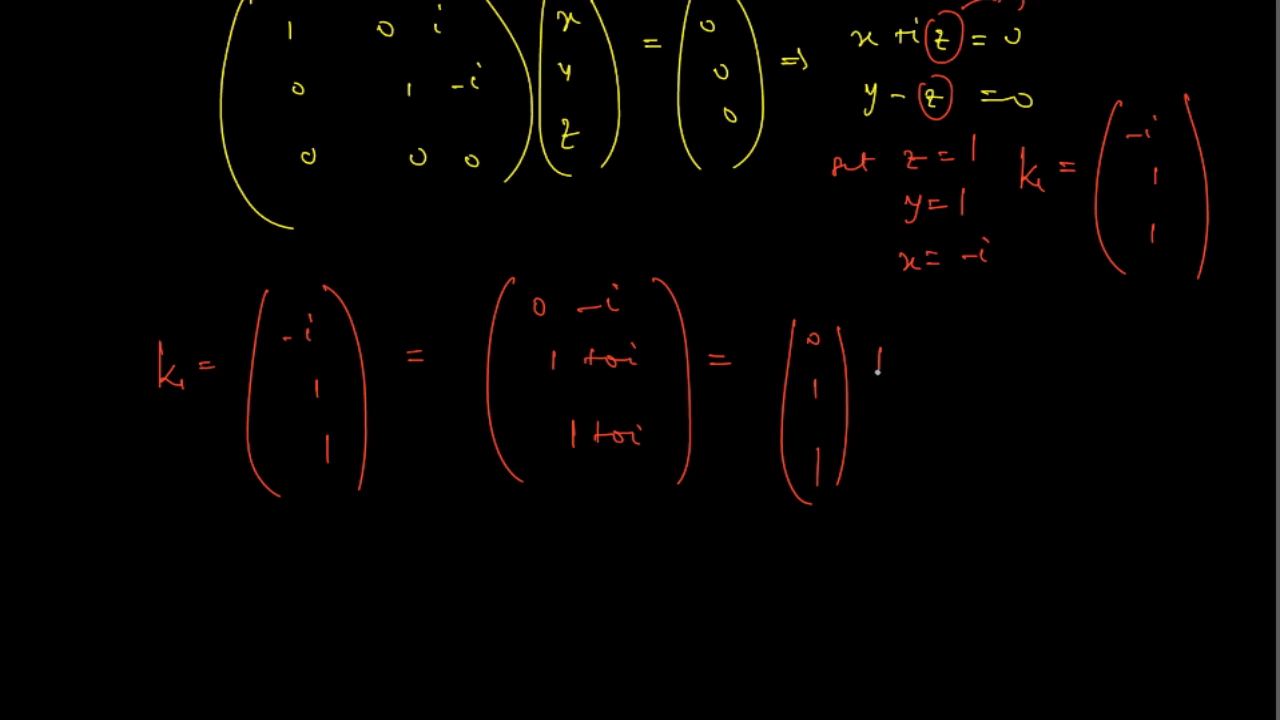 1 0 i x = 0 ⇒ x + i z = 0
0 1 -i y 0 y - z = 0
0 0 0 z 0 set z = 1 k₁ = -i
y = 1 1
x = -i 1
k₁ = -i = 0 -i = 0
1 1 +0i 1
1 1 +0i 1